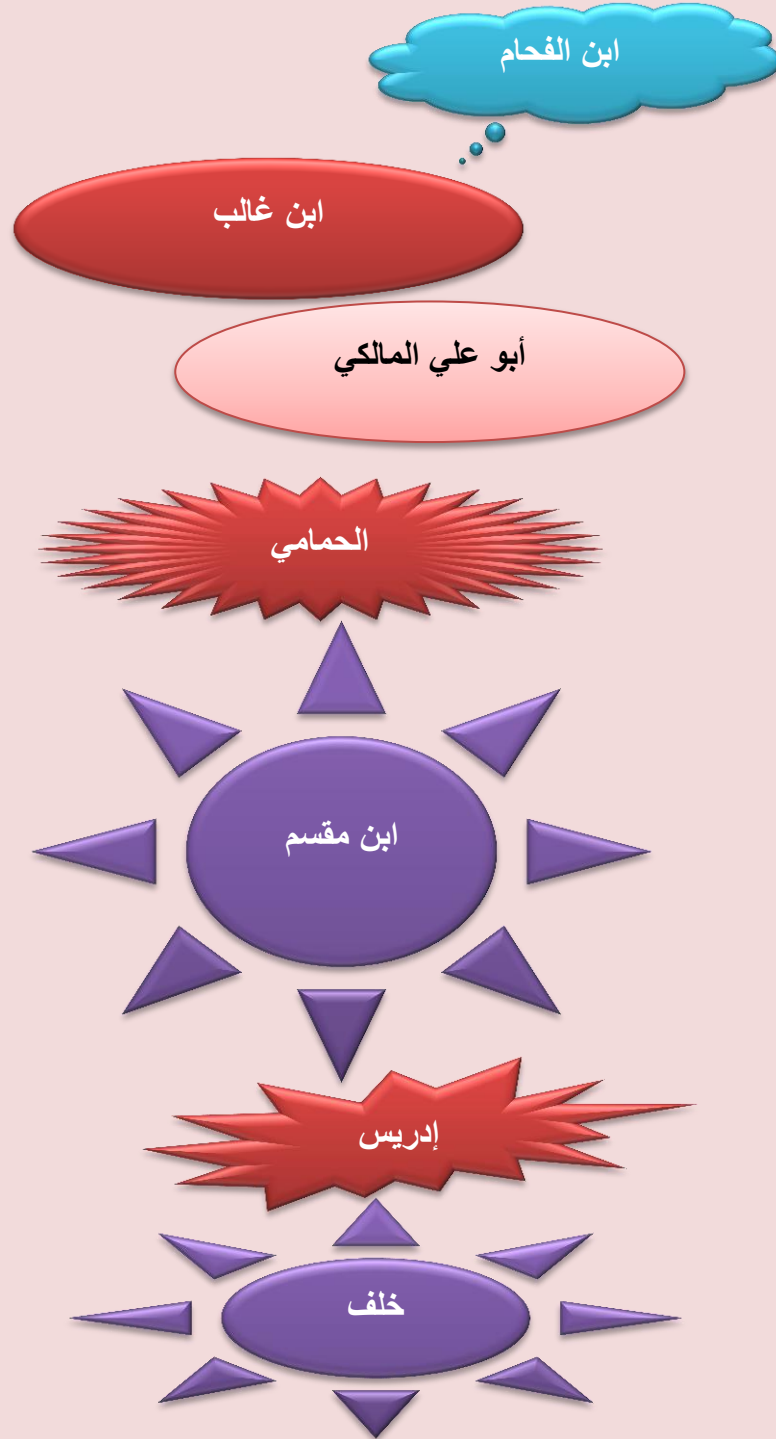 ابن الفحام
ابن غالب
أبو علي المالكي
الحمامي
ابن مقسم
إدريس
خلف